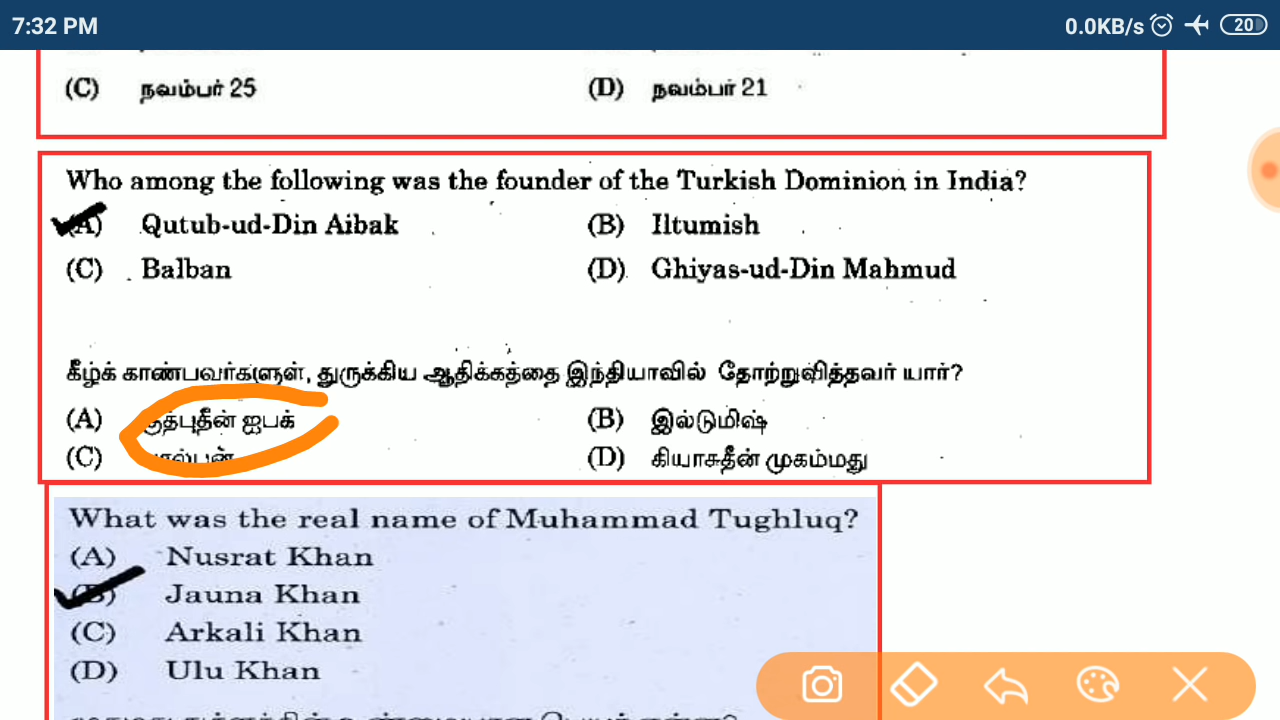 7:32 PM 0.0KB/s 20
(C) நவம்பர் 25 (D) நவம்பர் 21
Who among the following was the founder of the Turkish Dominion in India?
(A) Qutub-ud-Din Aibak (B) Iltumish
(C) Balban (D) Ghiyas-ud-Din Mahmud
கீழ்க் காண்பவர்களுள், துருக்கிய ஆதிக்கத்தை இந்தியாவில் தோற்றுவித்தவர் யார்?
(A) குத்புதீன் ஐபக் (B) இல்டுமிஷ்
(C) (D) கியாசுதீன் முகம்மது
What was the real name of Muhammad Tughluq?
(A) Nusrat Khan
(B) Jauna Khan
(C) Arkali Khan
(D) Ulu Khan